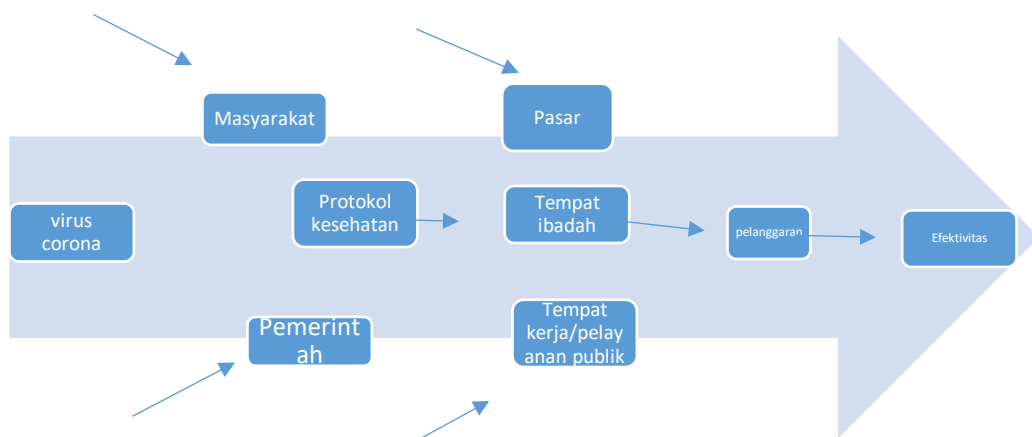 Masyarakat
Pasar
virus
corona
Protokol
kesehatan
Tempat
ibadah
pelanggaran
Efektivitas
Pemerint
ah
Tempat
kerja/pelay
anan publik